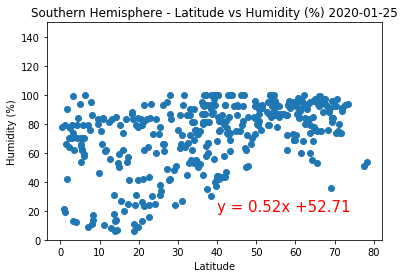 Southern Hemisphere - Latitude vs Humidity (%) 2020-01-25
140
120
100
80
60
40
20
0
Humidity (%)
y = 0.52x +52.71
0 10 20 30 40 50 60 70 80
Latitude